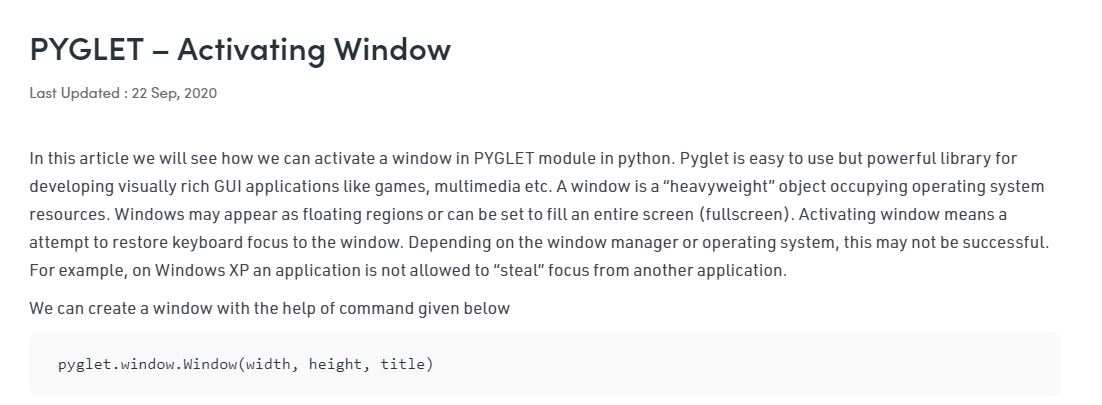 PYGLET – Activating Window
Last Updated : 22 Sep, 2020
In this article we will see how we can activate a window in PYGLET module in python. Pyglet is easy to use but powerful library for
developing visually rich GUI applications like games, multimedia etc. A window is a “heavyweight” object occupying operating system
resources. Windows may appear as floating regions or can be set to fill an entire screen (fullscreen). Activating window means a
attempt to restore keyboard focus to the window. Depending on the window manager or operating system, this may not be successful.
For example, on Windows XP an application is not allowed to “steal” focus from another application.
We can create a window with the help of command given below
pyglet.window.Window(width, height, title)